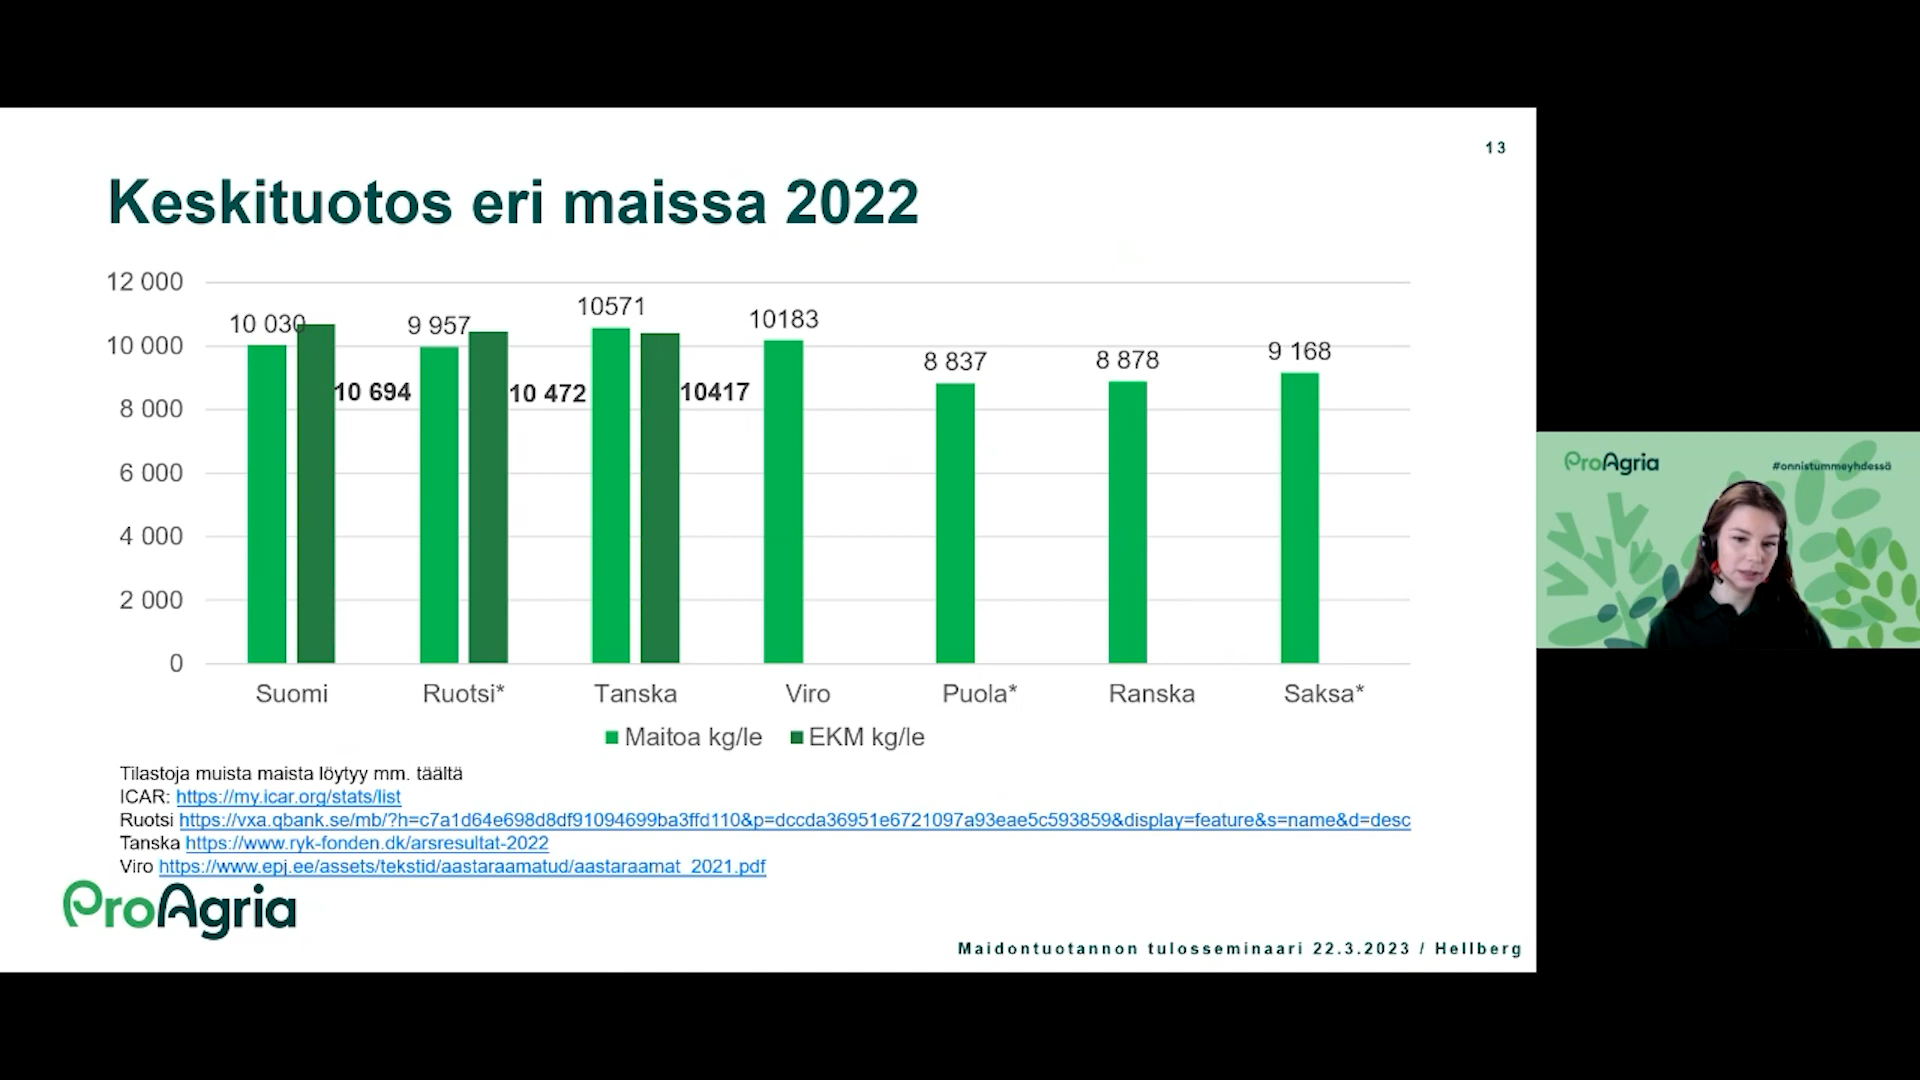 13
Keskituotos eri maissa 2022
12 000
10 000
8 000
6 000
4 000
2 000
0
10 030
10 694
9 957
10 472
10571
10417
10183
8 837
8 878
9 168
Suomi Ruotsi* Tanska Viro Puola* Ranska Saksa*
Maitoa kg/le EKM kg/le
Tilastoja muista maista löytyy mm. täältä
ICAR: https://my.icar.org/stats/list
Ruotsi https://vxa.qbank.se/mb/?h=c7a1d64e698d8df91094699ba3ffd110&p=dccda36951e6721097a93eae5c593859&display=feature&s=name&d=desc
Tanska https://www.ryk-fonden.dk/arsresultat-2022
Viro https://www.epj.ee/assets/tekstid/aastaraamatud/aastaraamat_2021.pdf
ProAgria
Maidontuotannon tulosseminaari 22.3.2023 / Hellberg
ProAgria
#onnistummeyhdessä